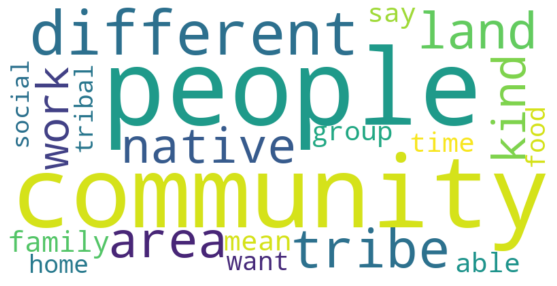 say
different
land
people
social
work
tribal
kind
food
native
group
time
community
family
area
mean
tribe
home
want
able